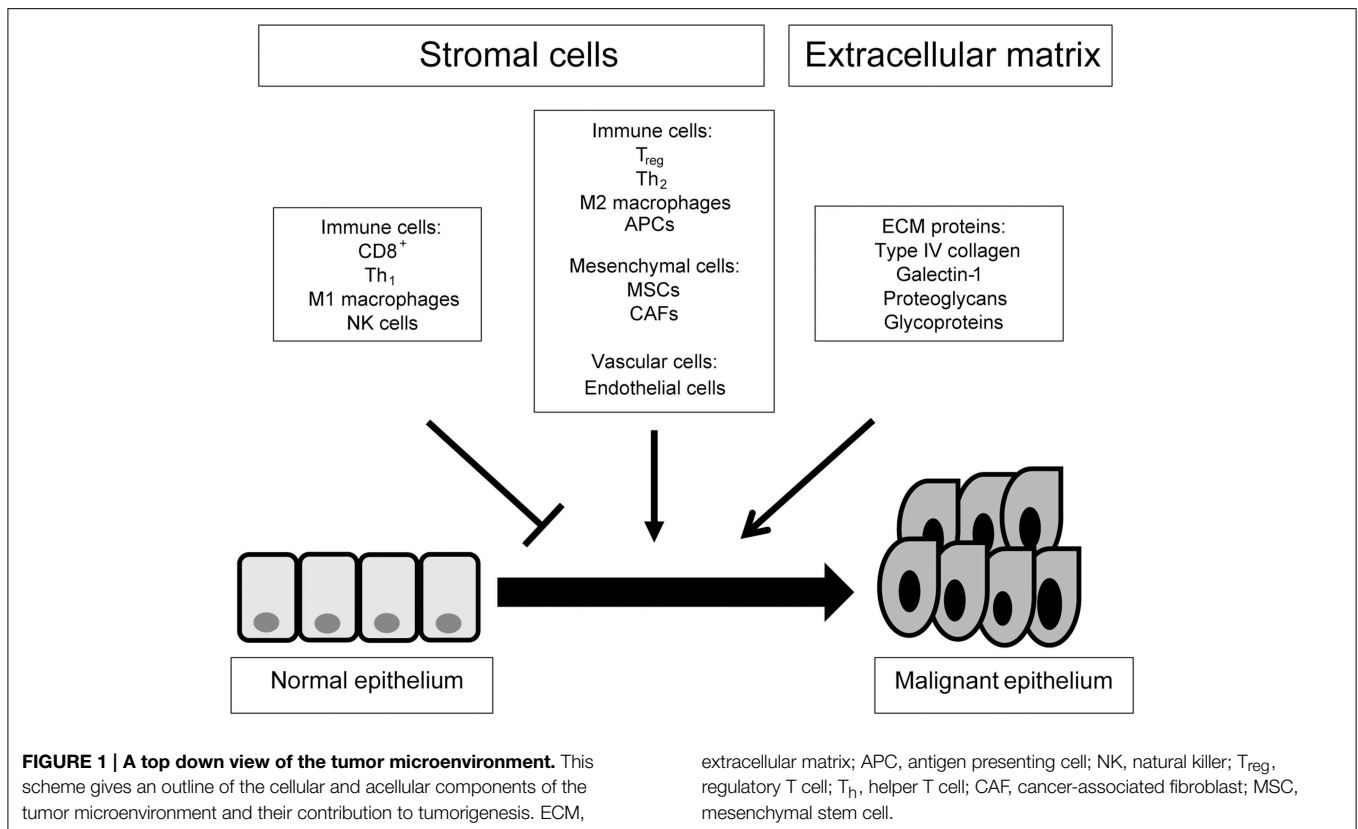 Stromal cells
Extracellular matrix
Immune cells:
CD8+
Th1
M1 macrophages
NK cells
Immune cells:
Treg
Th2
M2 macrophages
APCs
Mesenchymal cells:
MSCs
CAFs
Vascular cells:
Endothelial cells
ECM proteins:
Type IV collagen
Galectin-1
Proteoglycans
Glycoproteins
Normal epithelium
Malignant epithelium
FIGURE 1 | A top down view of the tumor microenvironment. This
scheme gives an outline of the cellular and acellular components of the
tumor microenvironment and their contribution to tumorigenesis. ECM,
extracellular matrix; APC, antigen presenting cell; NK, natural killer; Treg,
regulatory T cell; Th, helper T cell; CAF, cancer-associated fibroblast; MSC,
mesenchymal stem cell.